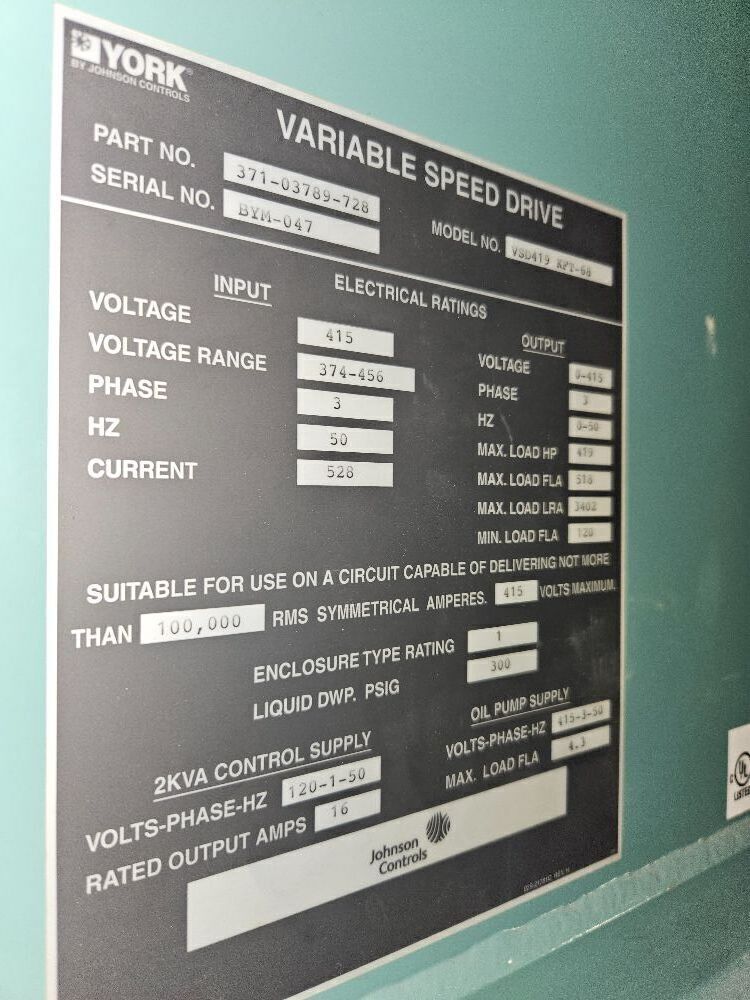 YORK®
BY JOHNSON CONTROLS
VARIABLE SPEED DRIVE
PART NO. 371-03789-728
SERIAL NO. BYM-047
MODEL NO. VSD419 KFT-68
INPUT
ELECTRICAL RATINGS
VOLTAGE 415
VOLTAGE RANGE 374-456
PHASE 3
HZ 50
CURRENT 528
OUTPUT
VOLTAGE 0-415
PHASE 3
HZ 0-50
MAX. LOAD HP 419
MAX. LOAD FLA 518
MAX. LOAD LRA 3402
MIN. LOAD FLA 120
SUITABLE FOR USE ON A CIRCUIT CAPABLE OF DELIVERING NOT MORE
THAN 100,000 RMS SYMMETRICAL AMPERES. 415 VOLTS MAXIMUM.
ENCLOSURE TYPE RATING 1
LIQUID DWP. PSIG 300
2KVA CONTROL SUPPLY
VOLTS-PHASE-HZ 120-1-50
RATED OUTPUT AMPS 16
OIL PUMP SUPPLY
VOLTS-PHASE-HZ 415-3-50
MAX. LOAD FLA 4.3
Johnson
Controls
C UL
LISTED